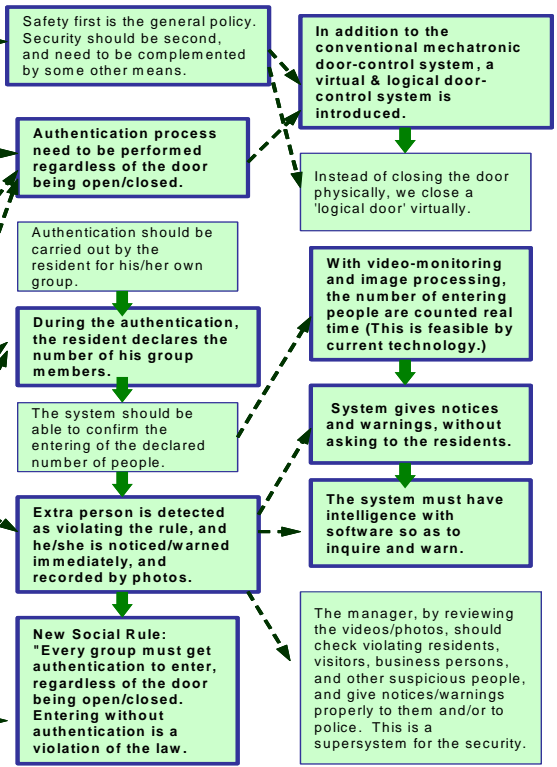 Safety first is the general policy.
Security should be second,
and need to be complemented
by some other means.
Authentication process
need to be performed
regardless of the door
being open/closed.
Authentication should be
carried out by the
resident for his/her own
group.
During the authentication,
the resident declares the
number of his group
members.
The system should be
able to confirm the
entering of the declared
number of people.
Extra person is detected
as violating the rule, and
he/she is noticed/warned
immediately, and
recorded by photos.
New Social Rule:
"Every group must get
authentication to enter,
regardless of the door
being open/closed.
Entering without
authentication is a
violation of the law.
In addition to the
conventional mechatronic
door-control system, a
virtual & logical door-
control system is
introduced.
Instead of closing the door
physically, we close a
'logical door' virtually.
With video-monitoring
and image processing,
the number of entering
people are counted real
time (This is feasible by
current technology.)
System gives notices
and warnings, without
asking to the residents.
The system must have
intelligence with
software so as to
inquire and warn.
The manager, by reviewing
the videos/photos, should
check violating residents,
visitors, business persons,
and other suspicious people,
and give notices/warnings
properly to them and/or to
police. This is a
supersystem for the security.